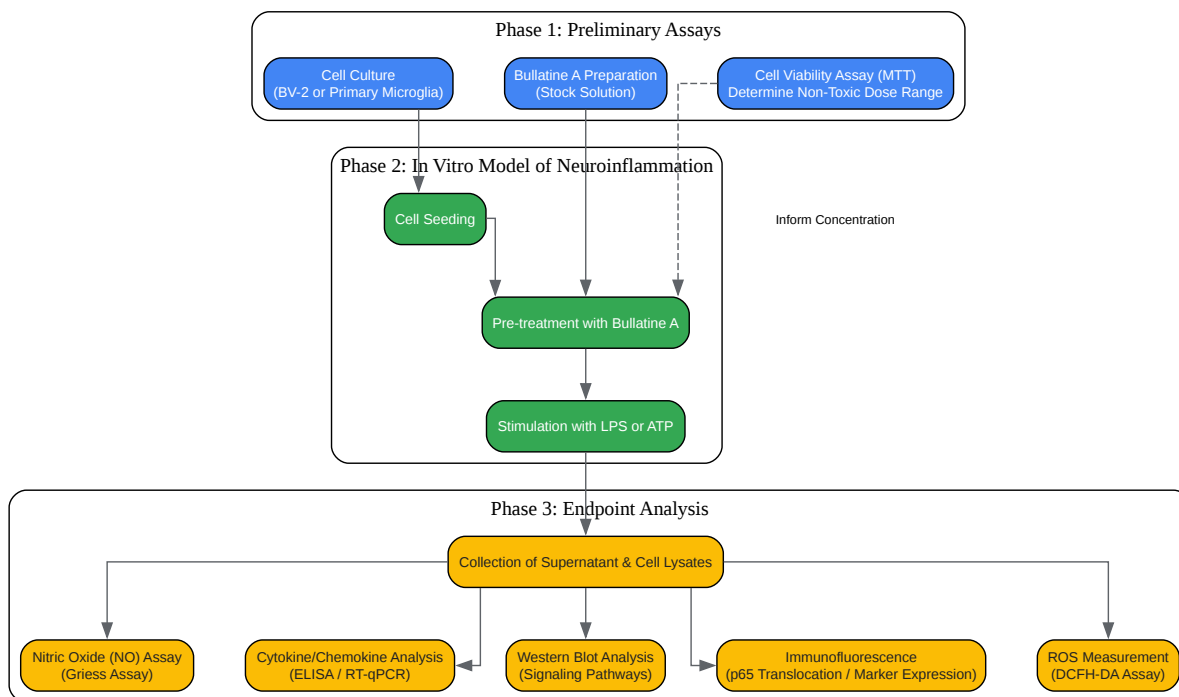 Phase 1: Preliminary Assays
Cell Culture
(BV-2 or Primary Microglia)
Bullatine A Preparation
(Stock Solution)
Cell Viability Assay (MTT)
Determine Non-Toxic Dose Range
Phase 2: In Vitro Model of Neuroinflammation
Cell Seeding
Inform Concentration
Pre-treatment with Bullatine A
Stimulation with LPS or ATP
Phase 3: Endpoint Analysis
Collection of Supernatant & Cell Lysates
Nitric Oxide (NO) Assay
(Griess Assay)
Cytokine/Chemokine Analysis
(ELISA / RT-qPCR)
Western Blot Analysis
(Signaling Pathways)
Immunofluorescence
(p65 Translocation / Marker Expression)
ROS Measurement
(DCFH-DA Assay)